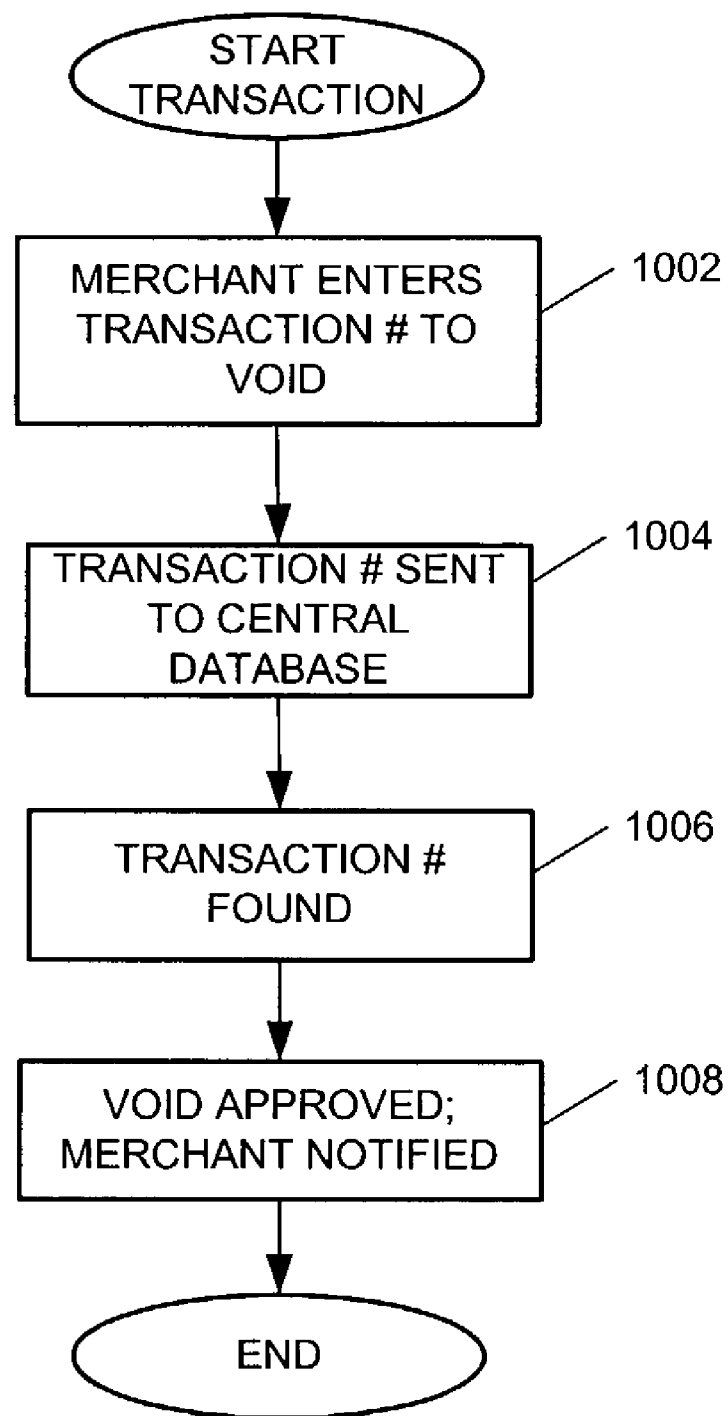 START
TRANSACTION
MERCHANT ENTERS
TRANSACTION # TO
VOID
1002
TRANSACTION # SENT
TO CENTRAL
DATABASE
1004
TRANSACTION #
FOUND
1006
VOID APPROVED;
MERCHANT NOTIFIED
1008
END